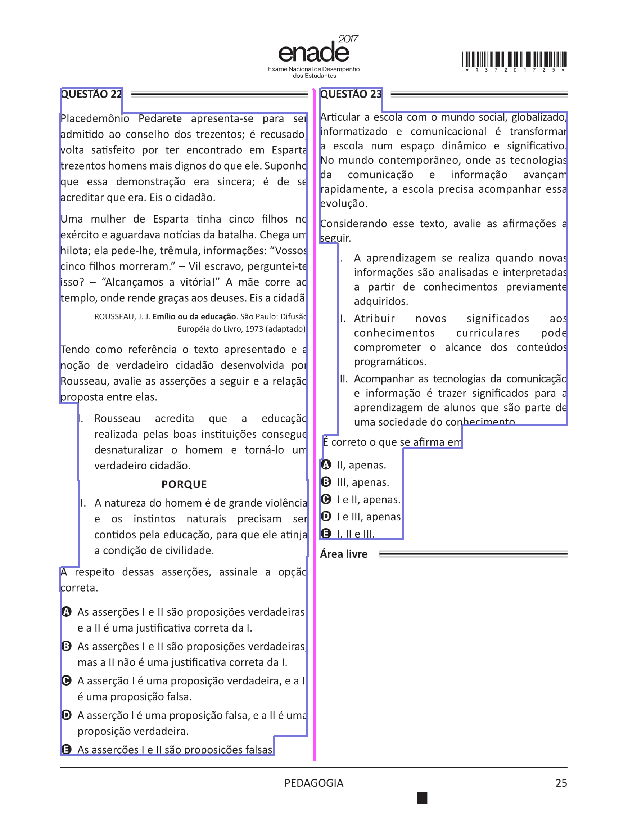 enade 2017
Exame Nacional de Desempenho
dos Estudantes
QUESTÃO 22
Placedemônio Pedarete apresenta-se para ser
admitido ao conselho dos trezentos; é recusado,
volta satisfeito por ter encontrado em Esparta
trezentos homens mais dignos do que ele. Suponho
que essa demonstração era sincera; é de se
acreditar que era. Eis o cidadão.
Uma mulher de Esparta tinha cinco filhos no
exército e aguardava notícias da batalha. Chega um
hilota; ela pede-lhe, trêmula, informações: “Vossos
cinco filhos morreram.” – Vil escravo, perguntei-te
isso? – “Alcançamos a vitória!” A mãe corre ao
templo, onde rende graças aos deuses. Eis a cidadã.
ROUSSEAU, J. J. Emílio ou da educação. São Paulo: Difusão
Européia do Livro, 1973 (adaptado).
Tendo como referência o texto apresentado e a
noção de verdadeiro cidadão desenvolvida por
Rousseau, avalie as asserções a seguir e a relação
proposta entre elas.
I. Rousseau acredita que a educação
realizada pelas boas instituições consegue
desnaturalizar o homem e torná-lo um
verdadeiro cidadão.
PORQUE
II. A natureza do homem é de grande violência
e os instintos naturais precisam ser
contidos pela educação, para que ele atinja
a condição de civilidade.
A respeito dessas asserções, assinale a opção
correta.
A As asserções I e II são proposições verdadeiras,
e a II é uma justificativa correta da I.
B As asserções I e II são proposições verdadeiras,
mas a II não é uma justificativa correta da I.
C A asserção I é uma proposição verdadeira, e a II
é uma proposição falsa.
D A asserção I é uma proposição falsa, e a II é uma
proposição verdadeira.
E As asserções I e II são proposições falsas.
QUESTÃO 23
Articular a escola com o mundo social, globalizado,
informatizado e comunicacional é transformar
a escola num espaço dinâmico e significativo.
No mundo contemporâneo, onde as tecnologias
da comunicação e informação avançam
rapidamente, a escola precisa acompanhar essa
evolução.
Considerando esse texto, avalie as afirmações a
seguir.
I. A aprendizagem se realiza quando novas
informações são analisadas e interpretadas
a partir de conhecimentos previamente
adquiridos.
II. Atribuir novos significados aos
conhecimentos curriculares pode
comprometer o alcance dos conteúdos
programáticos.
III. Acompanhar as tecnologias da comunicação
e informação é trazer significados para a
aprendizagem de alunos que são parte de
uma sociedade do conhecimento.
É correto o que se afirma em
A II, apenas.
B III, apenas.
C I e II, apenas.
D I e III, apenas.
E I, II e III.
Área livre
PEDAGOGIA
25